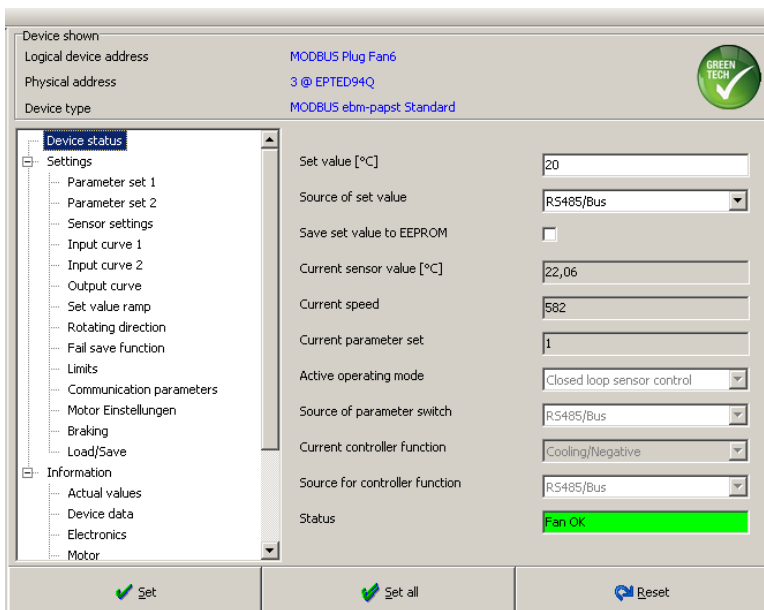 Device shown
Logical device address MODBUS Plug Fan6
Physical address 3 @ EPTED94Q
Device type MODBUS ebm-papst Standard
GREEN
TECH
Device status
Settings
Parameter set 1
Parameter set 2
Sensor settings
Input curve 1
Input curve 2
Output curve
Set value ramp
Rotating direction
Fail save function
Limits
Communication parameters
Motor Einstellungen
Braking
Load/Save
Information
Actual values
Device data
Electronics
Motor
Set value [°C] 20
Source of set value RS485/Bus
Save set value to EEPROM
Current sensor value [°C] 22,06
Current speed 582
Current parameter set 1
Active operating mode Closed loop sensor control
Source of parameter switch RS485/Bus
Current controller function Cooling/Negative
Source for controller function RS485/Bus
Status Fan OK
Set Set all Reset